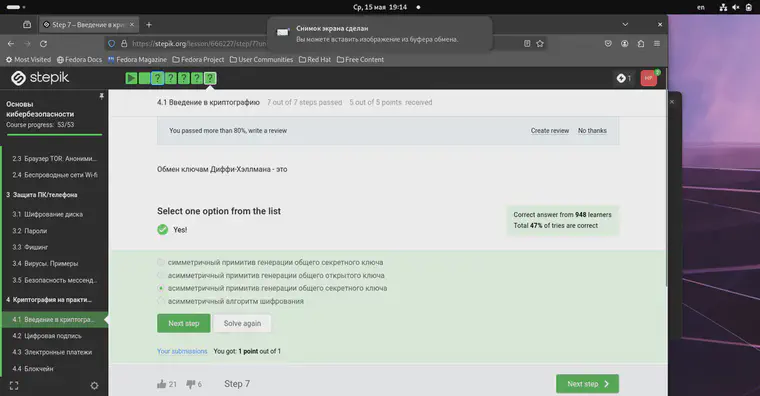 Ср, 15 мая 19:14
en
Step 7 – Введение в крипто
https://stepik.org/lesson/666227/step/7?un
Снимок экрана сделан
Вы можете вставить изображение из буфера обмена.
Most Visited Fedora Docs Fedora Magazine Fedora Project User Communities Red Hat Free Content
stepik
? ? ? ? ?
1
Основы кибербезопасности
Course progress: 53/53
2.3 Браузер TOR. Аноними...
2.4 Беспроводные сети Wi-fi
3 Защита ПК/телефона
3.1 Шифрование диска
3.2 Пароли
3.3 Фишинг
3.4 Вирусы. Примеры
3.5 Безопасность мессенд...
4 Криптография на практи...
4.1 Введение в криптогра...
4.2 Цифровая подпись
4.3 Электронные платежи
4.4 Блокчейн
4.1 Введение в криптографию 7 out of 7 steps passed 5 out of 5 points received
You passed more than 80%, write a review Create review No thanks
Обмен ключам Диффи-Хэллмана - это
Select one option from the list
Yes!
Correct answer from 948 learners
Total 47% of tries are correct
симметричный примитив генерации общего секретного ключа
асимметричный примитив генерации общего открытого ключа
асимметричный примитив генерации общего секретного ключа
асимметричный алгоритм шифрования
Next step Solve again
Your submissions You got: 1 point out of 1
21 6 Step 7 Next step